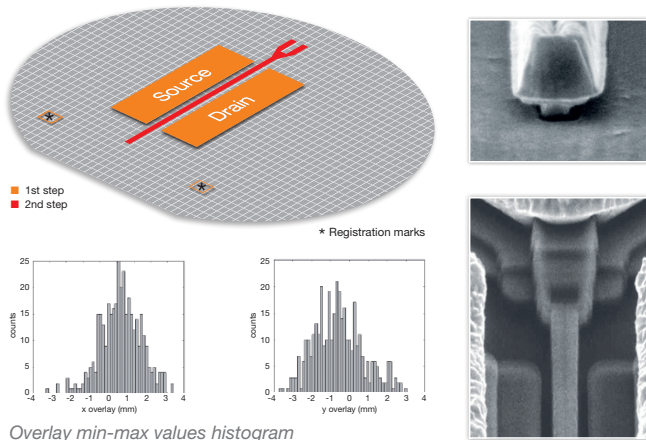 Source
Drain
*
*
1st step
2nd step
* Registration marks
25
20
15
10
5
0
counts
-4 -3 -2 -1 0 1 2 3 4
x overlay (mm)
25
20
15
10
5
0
counts
-4 -3 -2 -1 0 1 2 3 4
y overlay (mm)
Overlay min-max values histogram